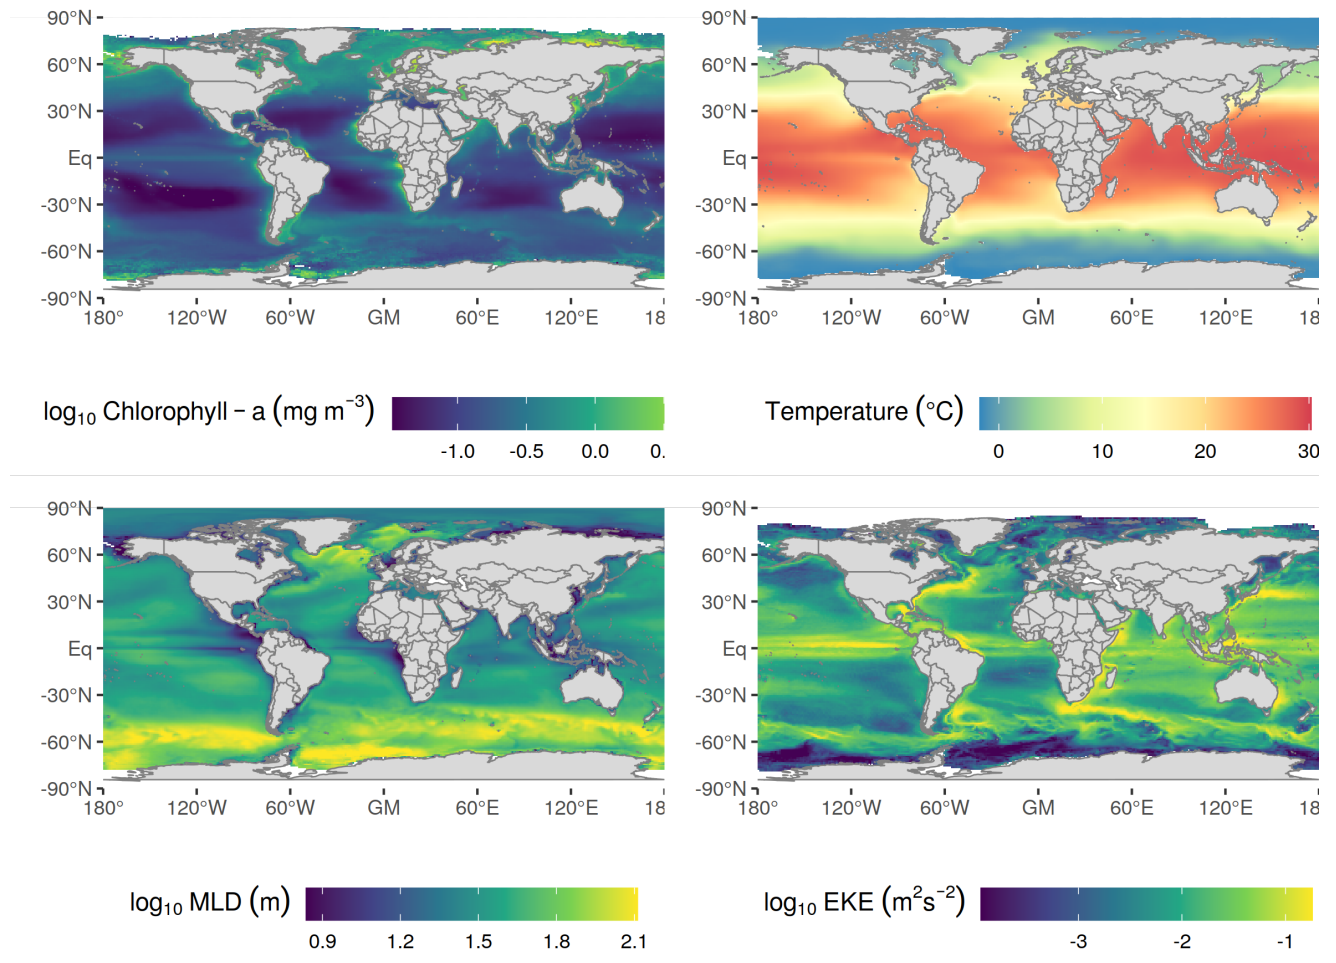 90°N
60°N
30°N
Eq
-30°N
-60°N
-90°N
180°
120°W
60°W
GM
60°E
120°E
18
log₁₀ Chlorophyll − a (mg m⁻³)
-1.0
-0.5
0.0
0.
90°N
60°N
30°N
Eq
-30°N
-60°N
-90°N
180°
120°W
60°W
GM
60°E
120°E
18
Temperature (°C)
0
10
20
30
90°N
60°N
30°N
Eq
-30°N
-60°N
-90°N
180°
120°W
60°W
GM
60°E
120°E
18
log₁₀ MLD (m)
0.9
1.2
1.5
1.8
2.1
90°N
60°N
30°N
Eq
-30°N
-60°N
-90°N
180°
120°W
60°W
GM
60°E
120°E
18
log₁₀ EKE (m²s⁻²)
-3
-2
-1